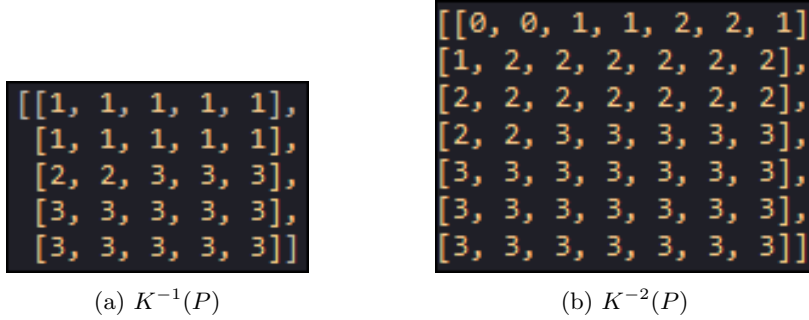 [[1, 1, 1, 1, 1],
[1, 1, 1, 1, 1],
[2, 2, 3, 3, 3],
[3, 3, 3, 3, 3],
[3, 3, 3, 3, 3]]
(a) K⁻¹(P)
[[0, 0, 1, 1, 2, 2, 1]
[1, 2, 2, 2, 2, 2, 2],
[2, 2, 2, 2, 2, 2, 2],
[2, 2, 3, 3, 3, 3, 3],
[3, 3, 3, 3, 3, 3, 3],
[3, 3, 3, 3, 3, 3, 3],
[3, 3, 3, 3, 3, 3, 3]]
(b) K⁻²(P)